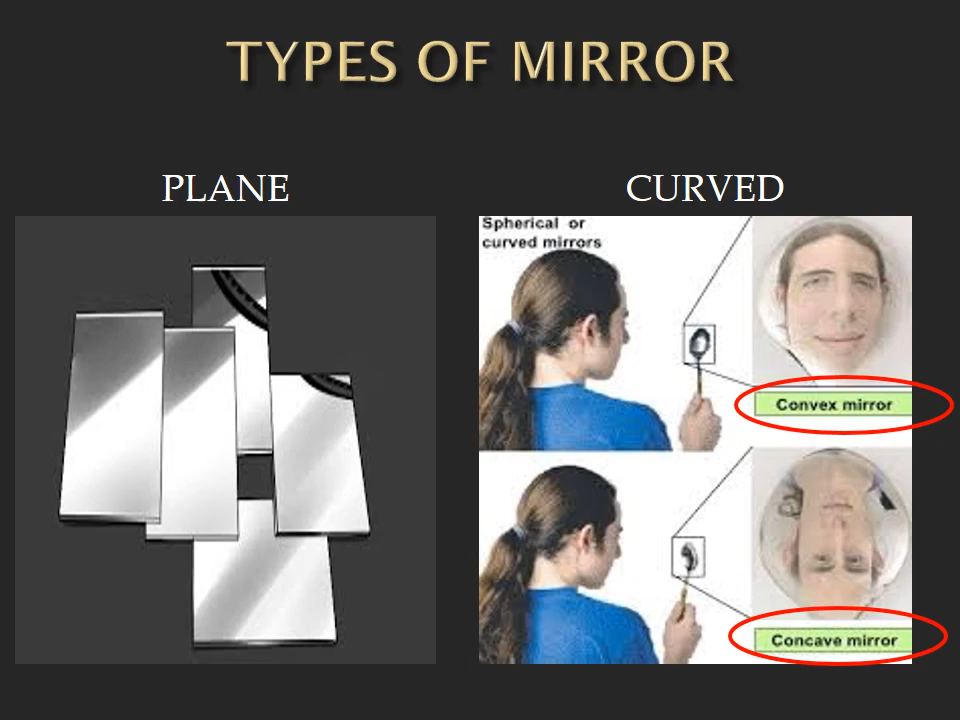 TYPES OF MIRROR
PLANE
CURVED
Spherical or
curved mirrors
Convex mirror
Concave mirror